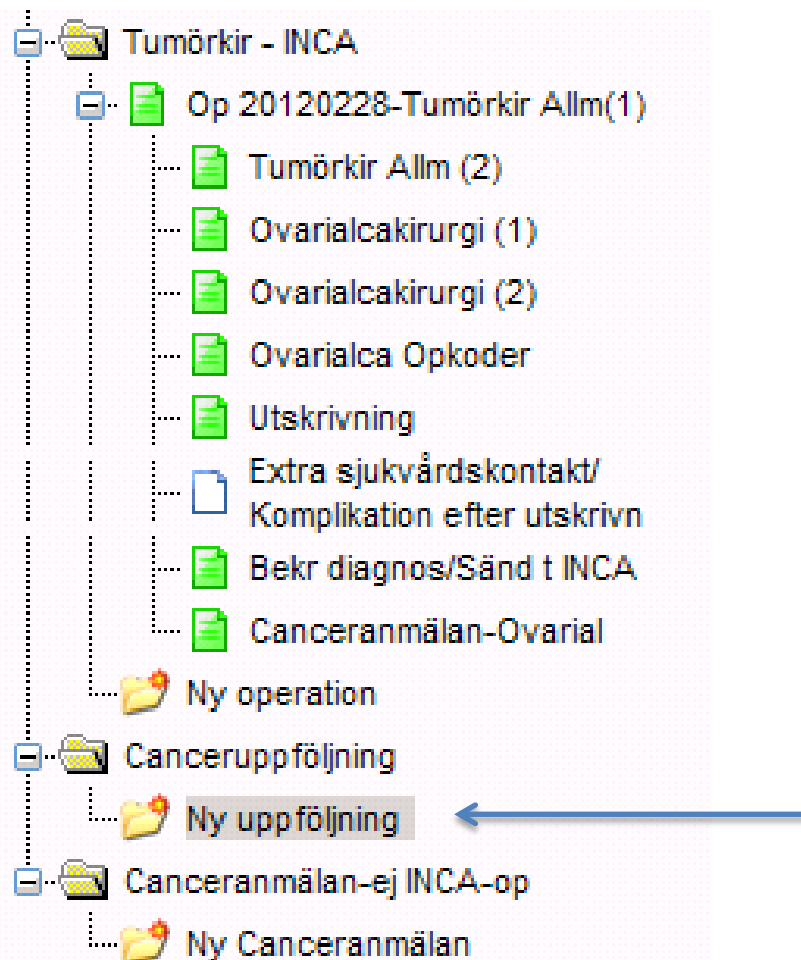 Tumörkir - INCA
Op 20120228-Tumörkir Allm(1)
Tumörkir Allm (2)
Ovarialcakirurgi (1)
Ovarialcakirurgi (2)
Ovarialca Opkoder
Utskrivning
Extra sjukvårdskontakt/
Komplikation efter utskrivn
Bekr diagnos/Sänd t INCA
Canceranmälan-Ovarial
Ny operation
Canceruppföljning
Ny uppföljning
Canceranmälan-ej INCA-op
Ny Canceranmälan